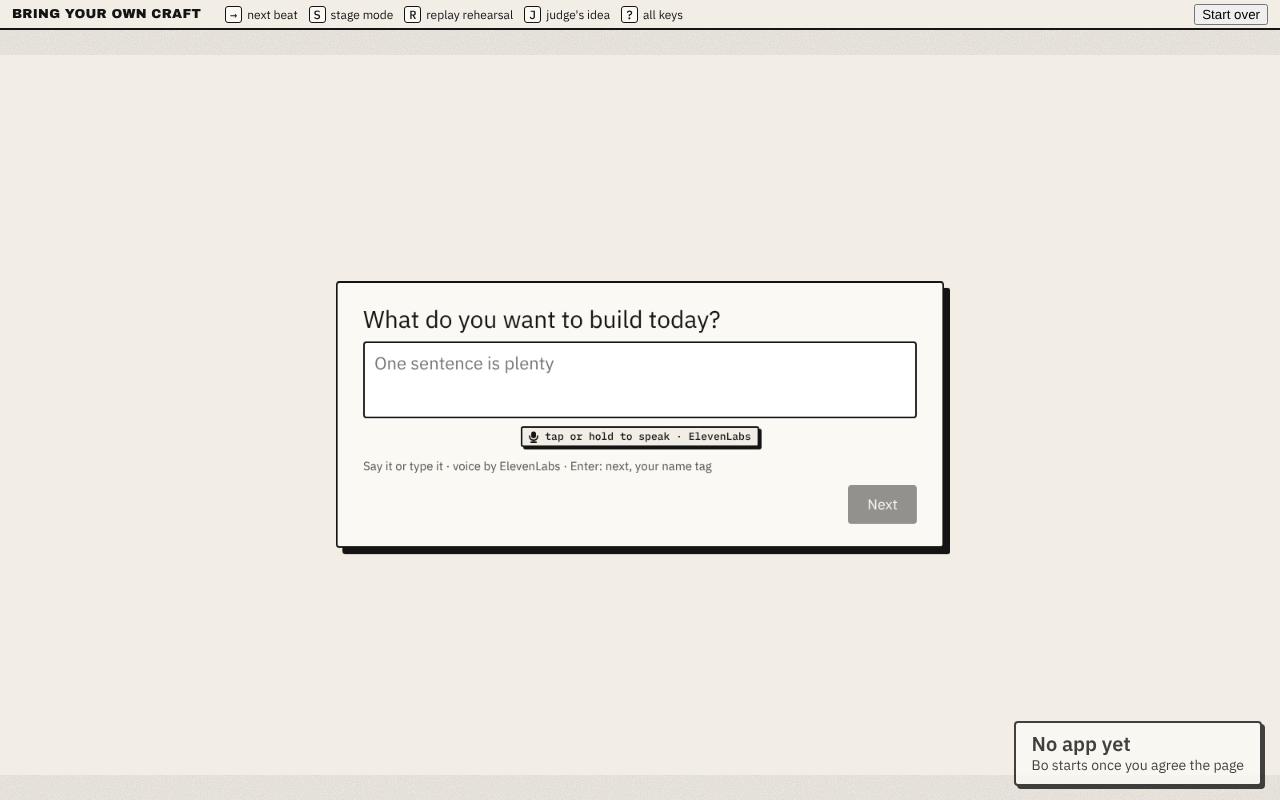 BRING YOUR OWN CRAFT → next beat S stage mode R replay rehearsal J judge's idea ? all keys Start over
What do you want to build today?
One sentence is plenty
tap or hold to speak · ElevenLabs
Say it or type it · voice by ElevenLabs · Enter: next, your name tag
Next
No app yet
Bo starts once you agree the page